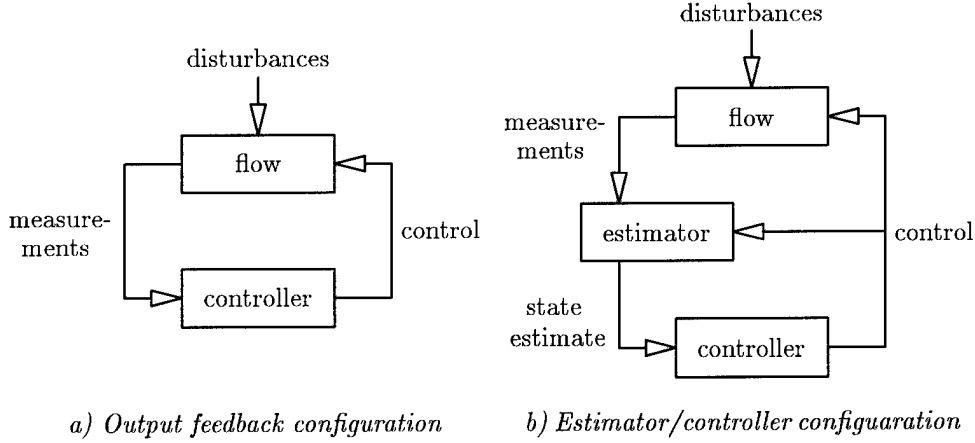 disturbances
flow
measure-
ments
control
controller
a) Output feedback configuration
disturbances
flow
measure-
ments
estimator
control
state
estimate
controller
b) Estimator/controller configuaration